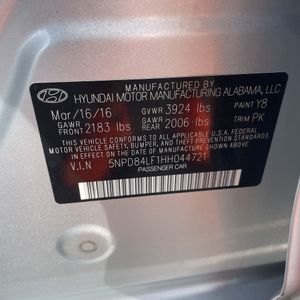 HYUNDAI MOTOR MANUFACTURING ALABAMA, LLC
Mar/16/16 GVWR 3924 lbs PAINT Y8
GAWR FRONT 2183 lbs GAWR REAR 2006 lbs TRIM PK
THIS VEHICLE CONFORMS TO ALL APPLICABLE U.S.A. FEDERAL
MOTOR VEHICLE SAFETY, BUMPER, AND THEFT PREVENTION
STANDARDS IN EFFECT ON THE DATE OF MANUFACTURE SHOWN ABOVE.
V.I.N 5NPD84LF1HH044721
PASSENGER CAR